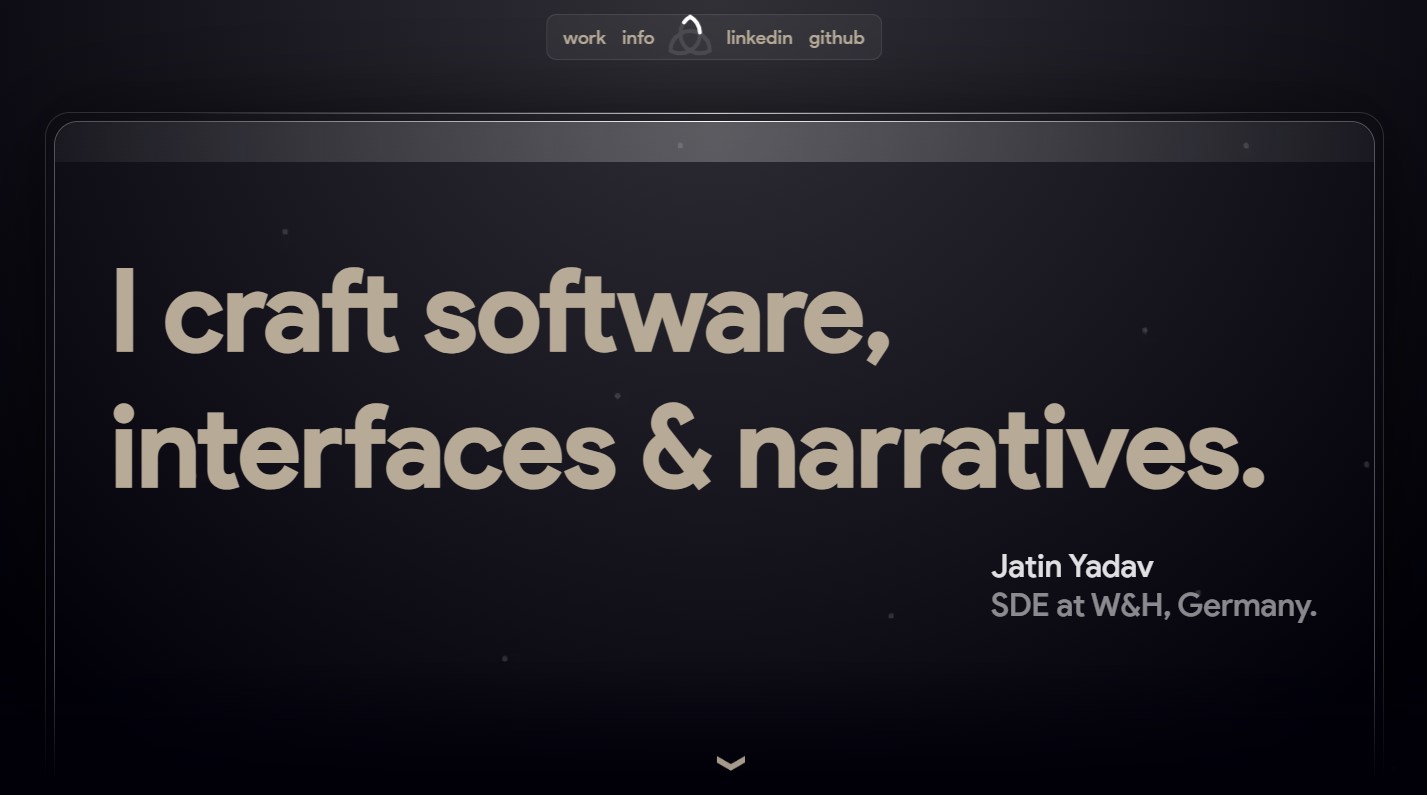 work info linkedin github
I craft software,
interfaces & narratives.
Jatin Yadav
SDE at W&H, Germany.